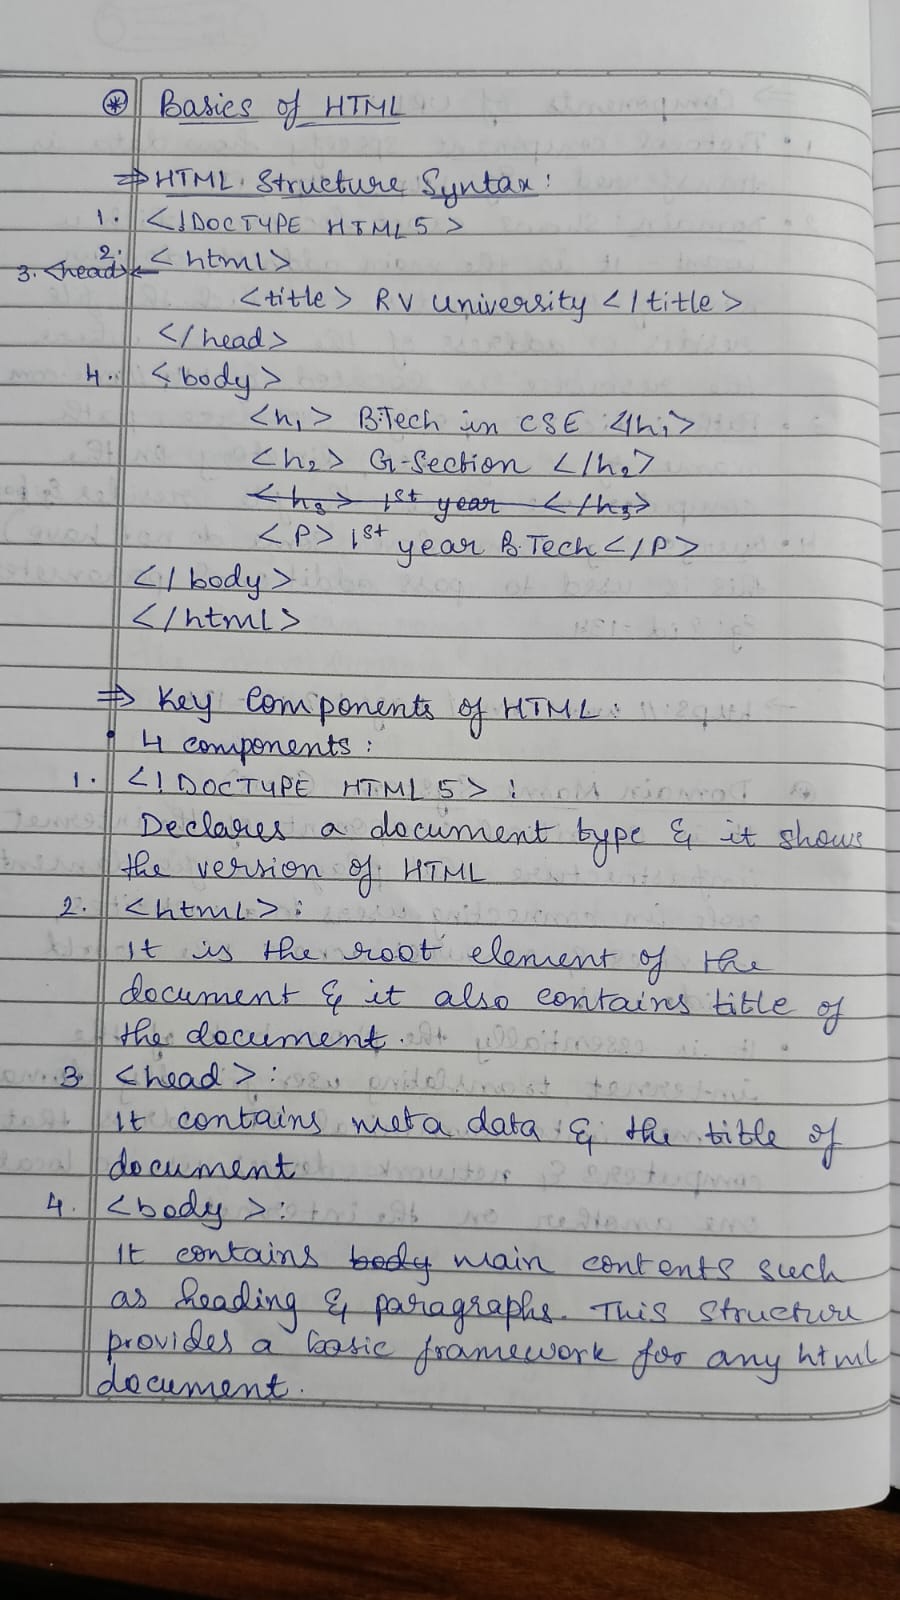 ⊛ Basics of HTML
⇒ HTML Structure Syntax:
1. <!DOCTYPE HTML5>
2. <html>
3. <head>
<title> RV University </title>
</head>
4. <body>
<h1> B.Tech in CSE </h1>
<h2> G-Section </h2>
<h3> 1st year </h3>
<P> 1st year B.Tech </P>
</body>
</html>
⇒ Key Components of HTML:
• 4 components:
1. <! DOCTYPE HTML5> :
Declares a document type & it shows
the version of HTML
2. <html> :
It is the root element of the
document & it also contains title of
the document.
3. <head> :
It contains meta data & the title of
document
4. <body> :
It contains body main contents such
as heading & paragraphs. This structure
provides a basic framework for any html
document.